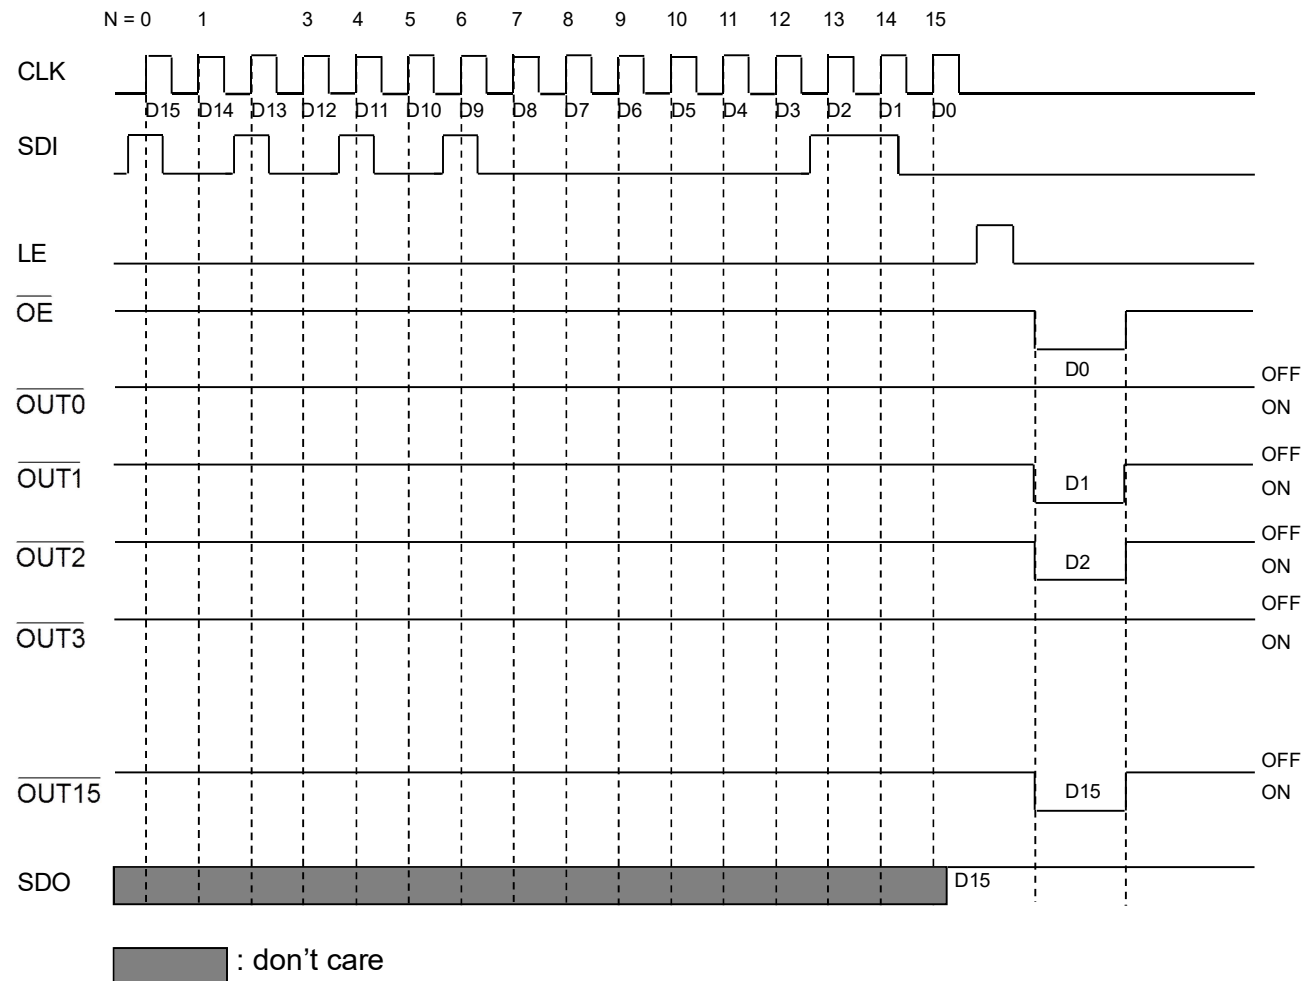 N = 0 1 3 4 5 6 7 8 9 10 11 12 13 14 15
CLK
D15 D14 D13 D12 D11 D10 D9 D8 D7 D6 D5 D4 D3 D2 D1 D0
SDI
LE
OE
D0
OFF
OUT0
ON
OFF
OUT1
D1
ON
OFF
OUT2
D2
ON
OFF
OUT3
ON
OFF
OUT15
D15
ON
SDO
D15
: don't care